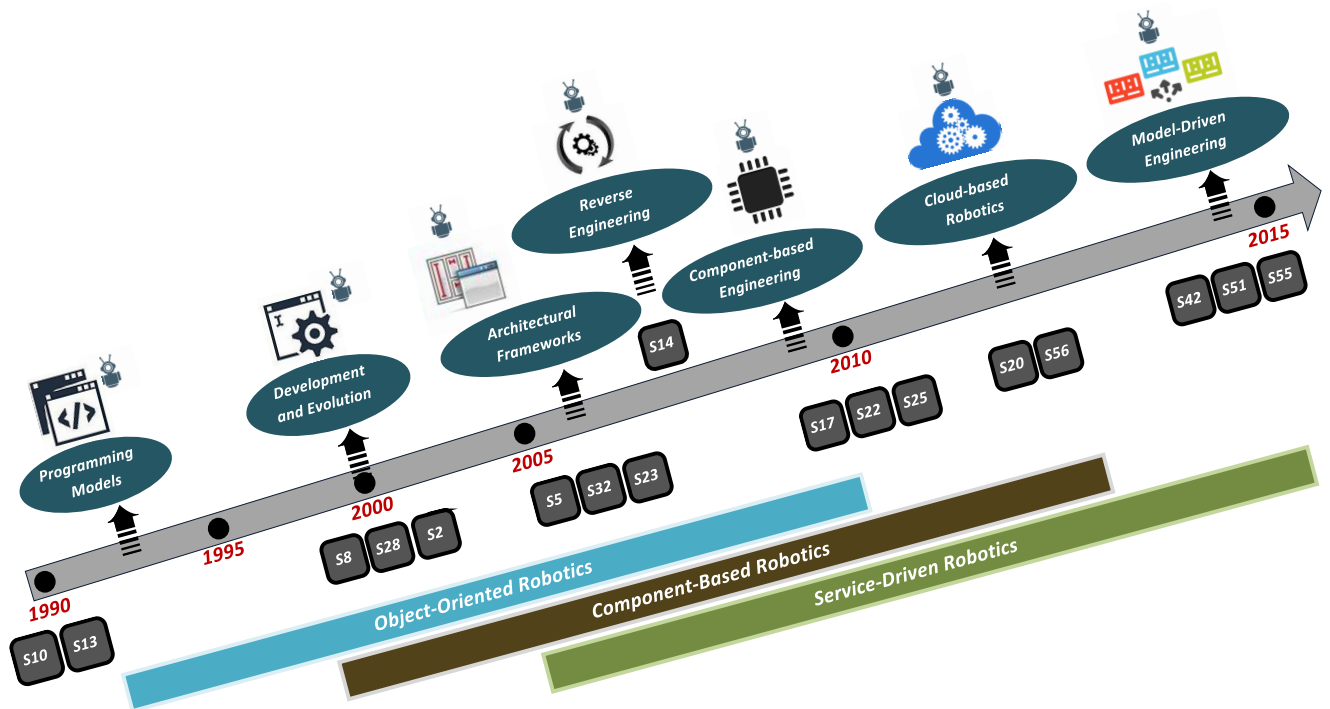 Programming
Models
Development
and Evolution
Architectural
Frameworks
Reverse
Engineering
Component-based
Engineering
Cloud-based
Robotics
Model-Driven
Engineering
1990
1995
2000
2005
2010
2015
S10 S13
S8 S28 S2
S5 S32 S23
S14
S17 S22 S25
S20 S56
S42 S51 S55
Object-Oriented Robotics
Component-Based Robotics
Service-Driven Robotics